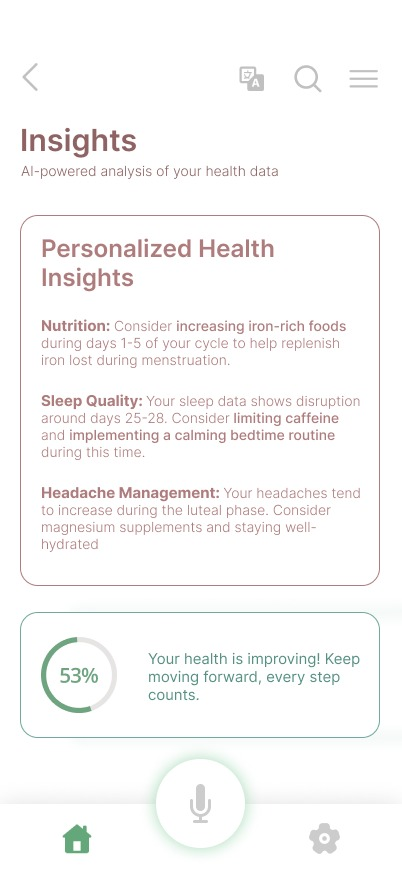 A
Insights
AI-powered analysis of your health data
Personalized Health
Insights
Nutrition: Consider increasing iron-rich foods
during days 1-5 of your cycle to help replenish
iron lost during menstruation.
Sleep Quality: Your sleep data shows disruption
around days 25-28. Consider limiting caffeine
and implementing a calming bedtime routine
during this time.
Headache Management: Your headaches tend
to increase during the luteal phase. Consider
magnesium supplements and staying well-
hydrated
53%
Your health is improving! Keep
moving forward, every step
counts.